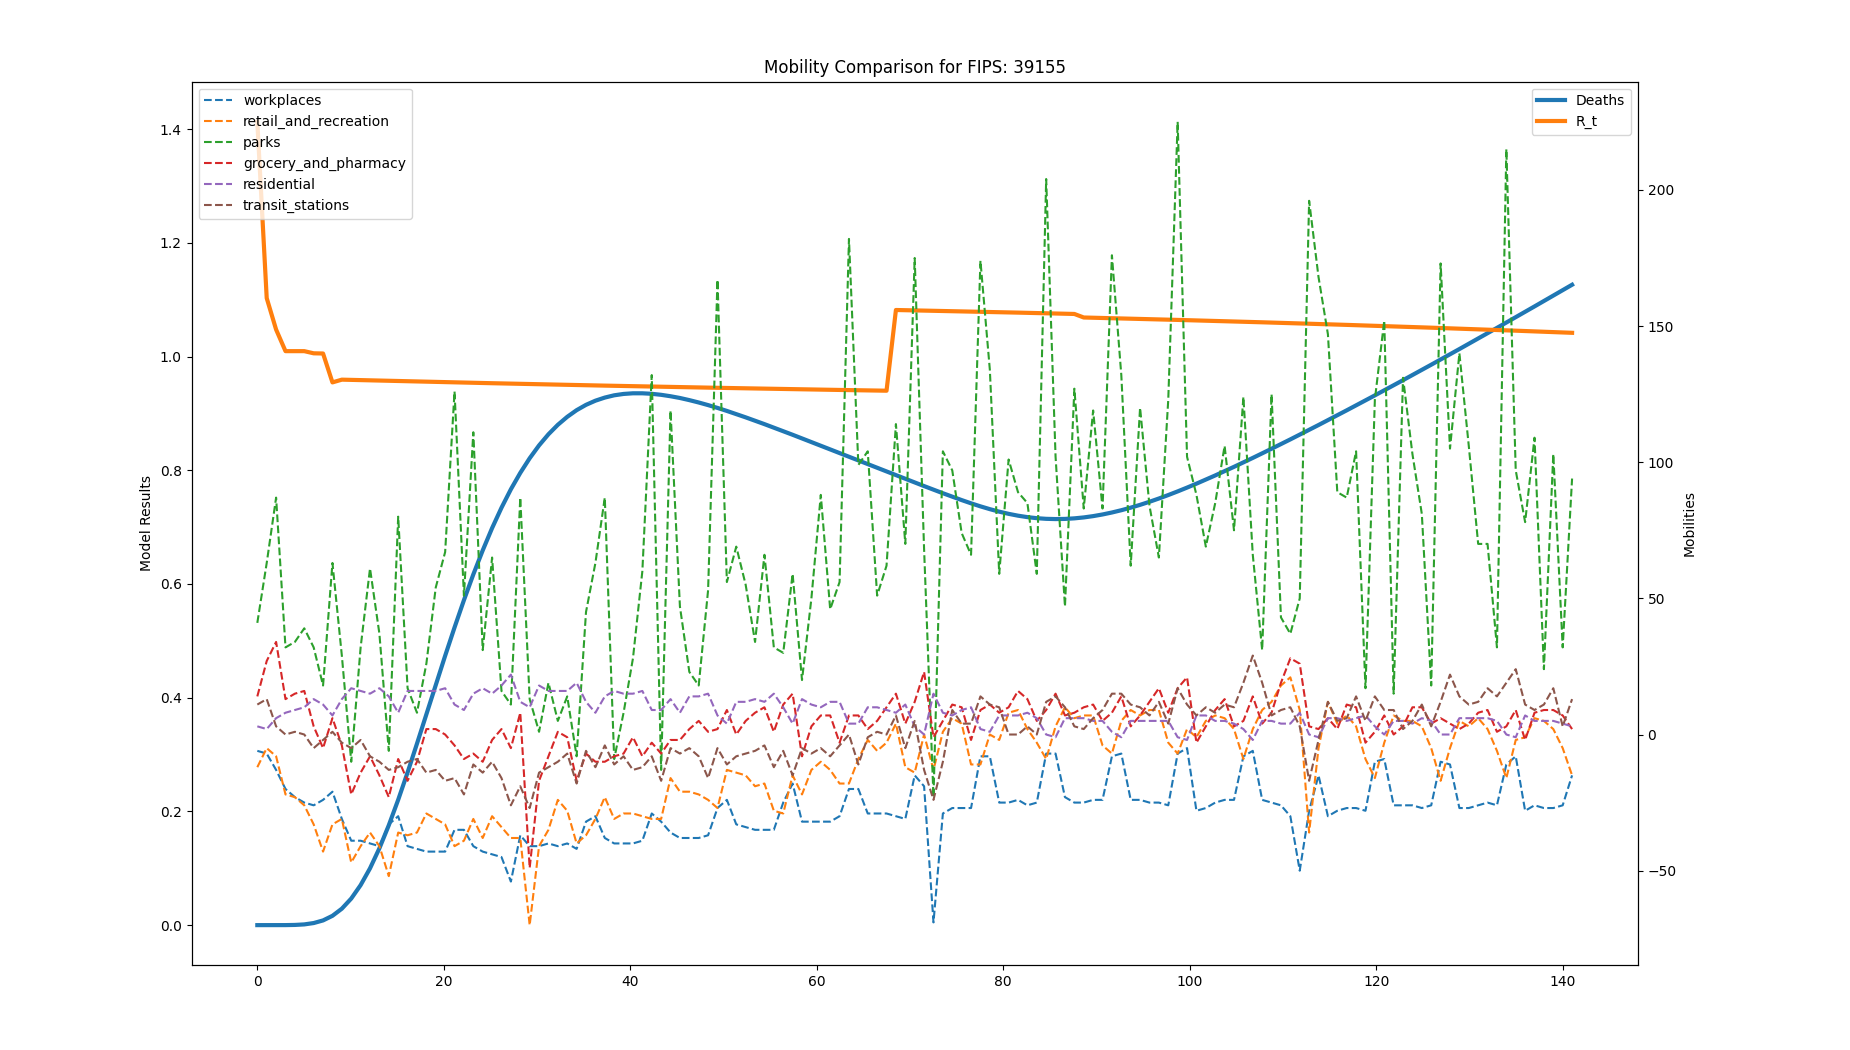 Mobility Comparison for FIPS: 39155
workplaces
retail_and_recreation
parks
grocery_and_pharmacy
residential
transit_stations
Deaths
R_t
1.4
1.2
1.0
0.8
0.6
0.4
0.2
0.0
Model Results
200
150
100
50
0
−50
Mobilities
0 20 40 60 80 100 120 140